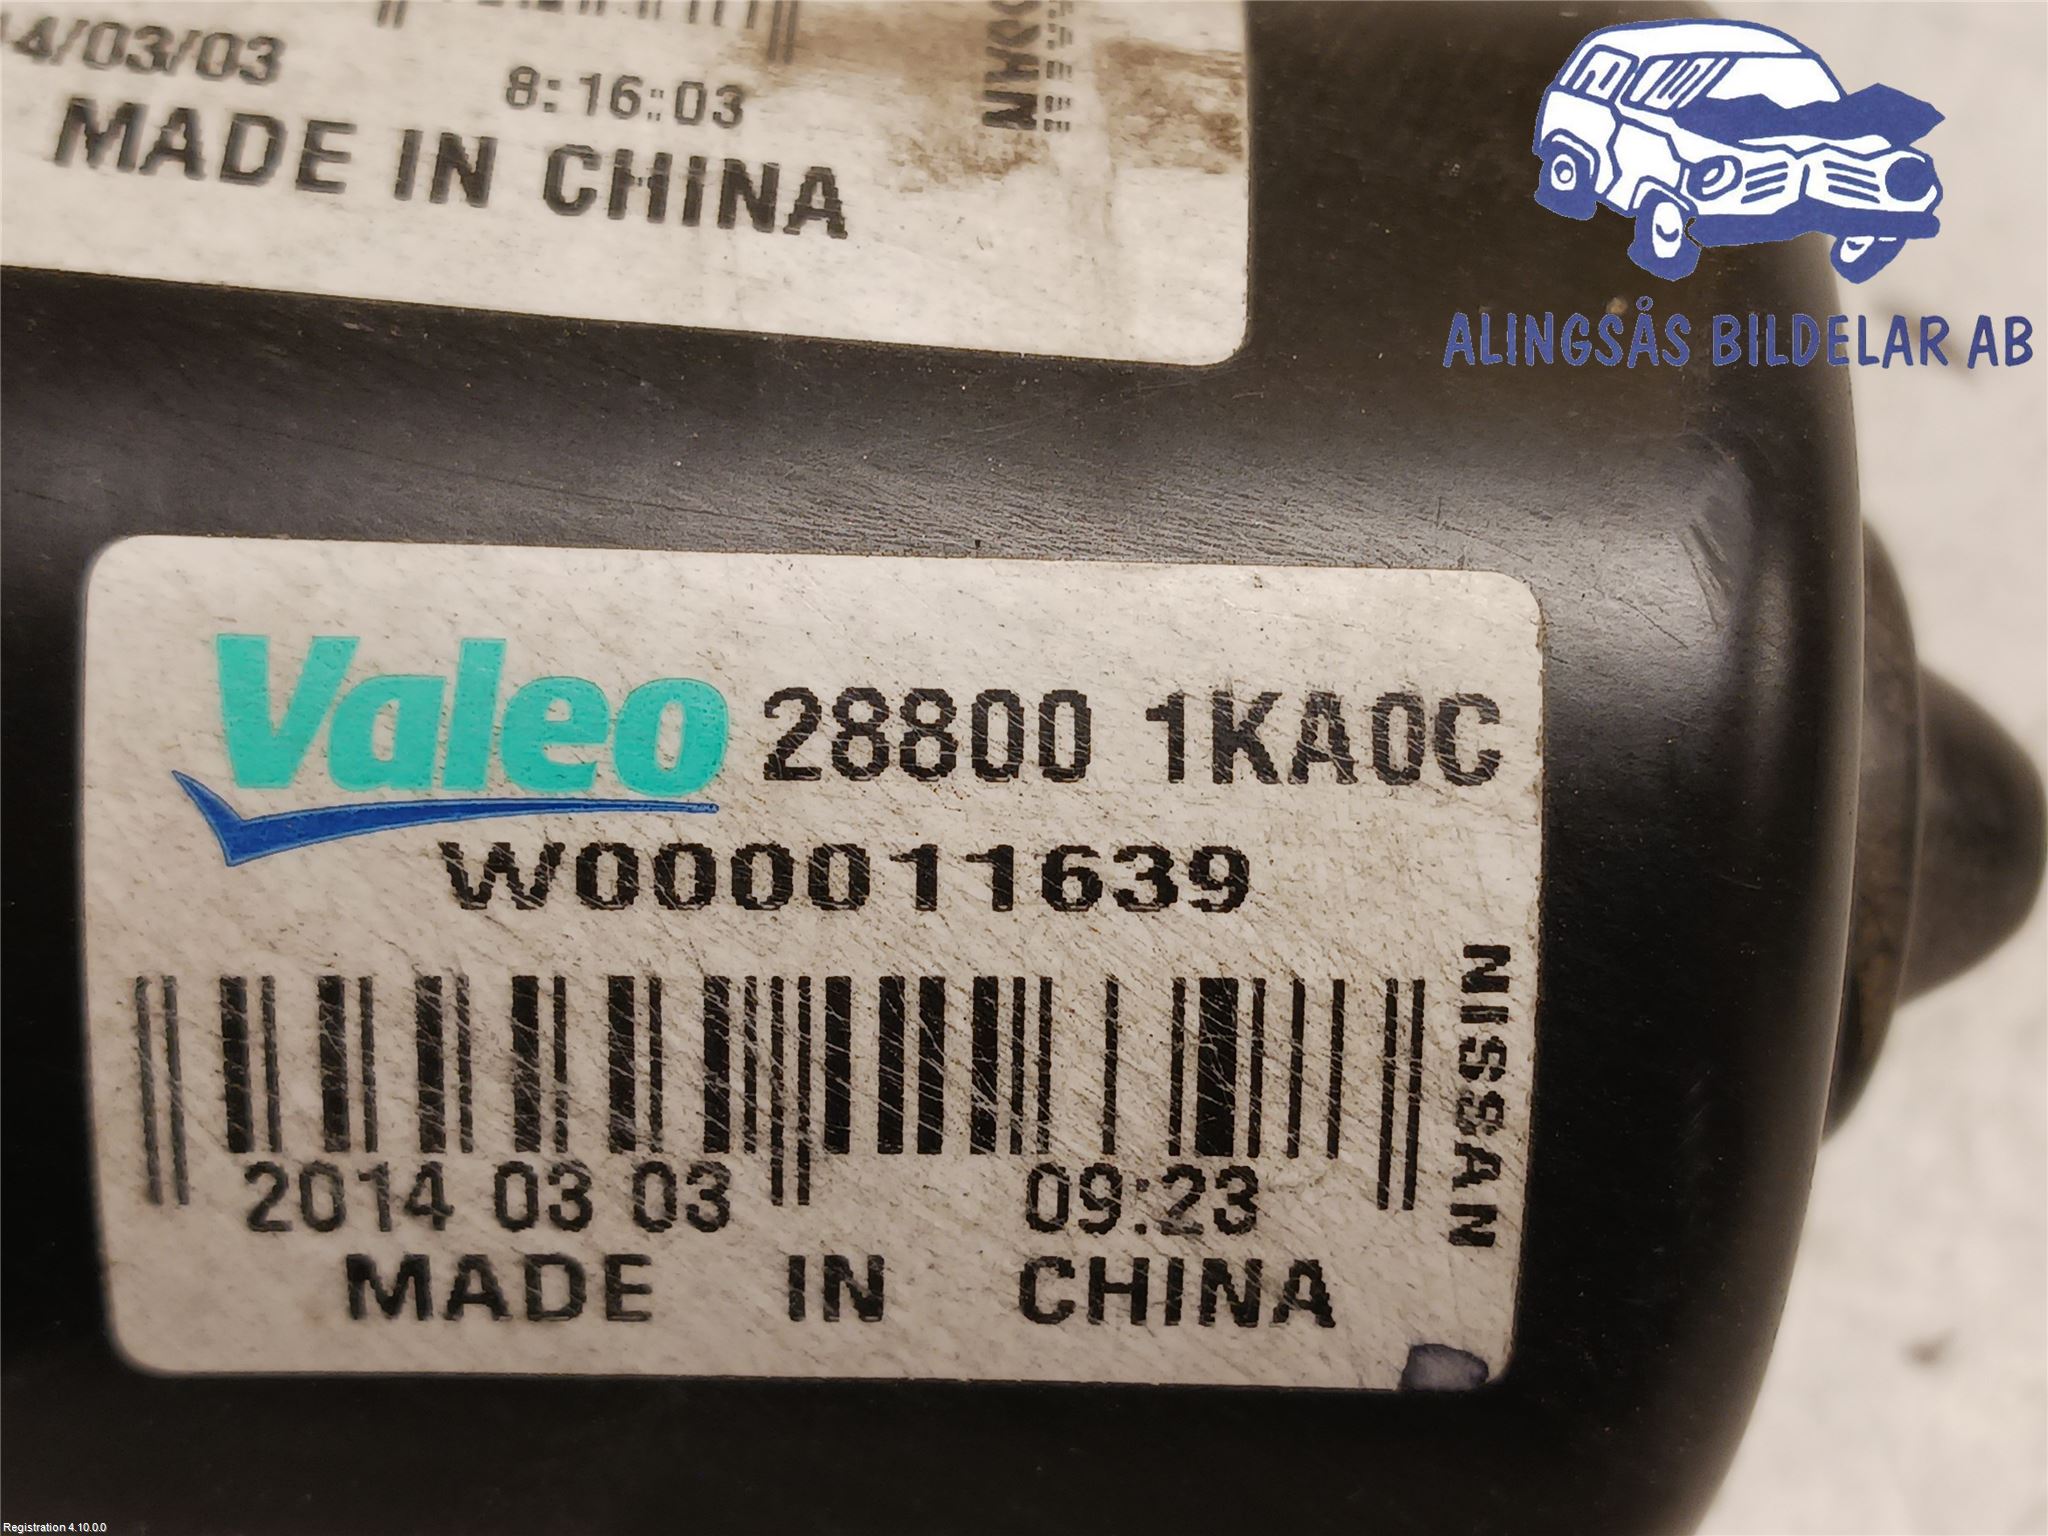 4/03/03
8:16:03
MADE IN CHINA
NISSAN
ALINGSÅS BILDELAR AB
Valeo 28800 1KA0C
W000011639
NISSAN
2014 03 03 09:23
MADE IN CHINA
Registration 4.10.0.0